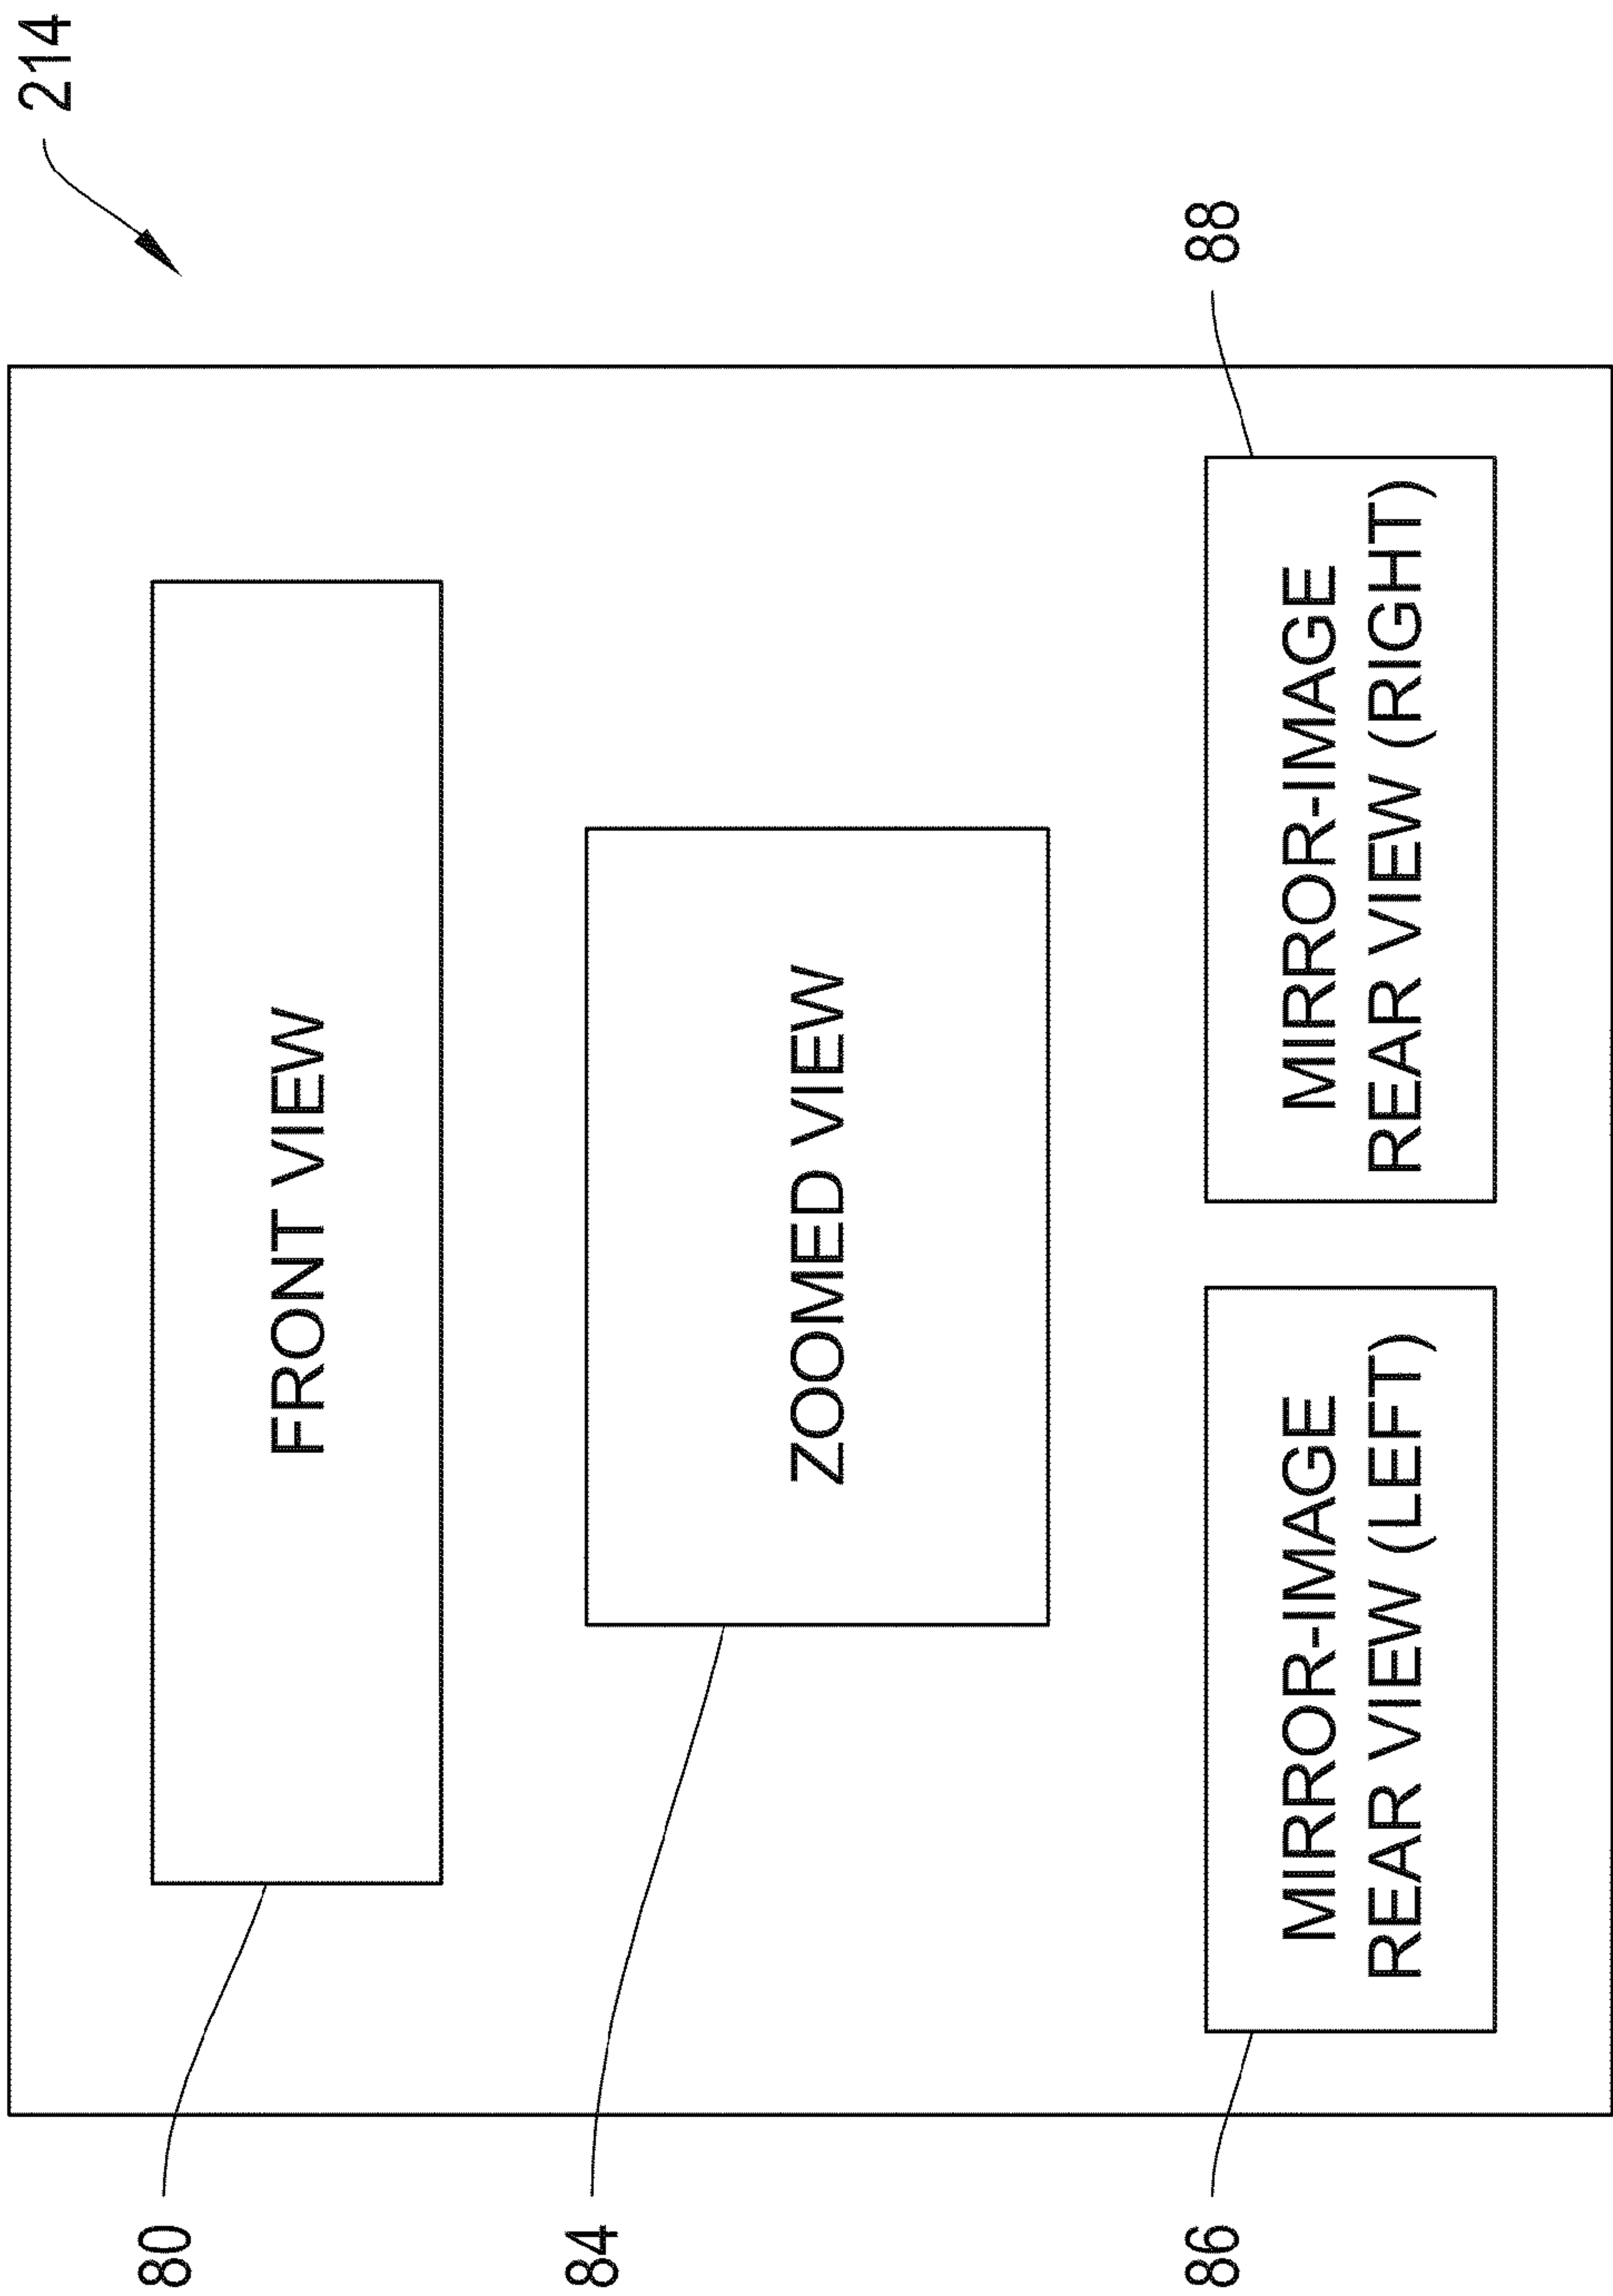 214
80
FRONT VIEW
84
ZOOMED VIEW
88
86
MIRROR-IMAGE
REAR VIEW (LEFT)
MIRROR-IMAGE
REAR VIEW (RIGHT)